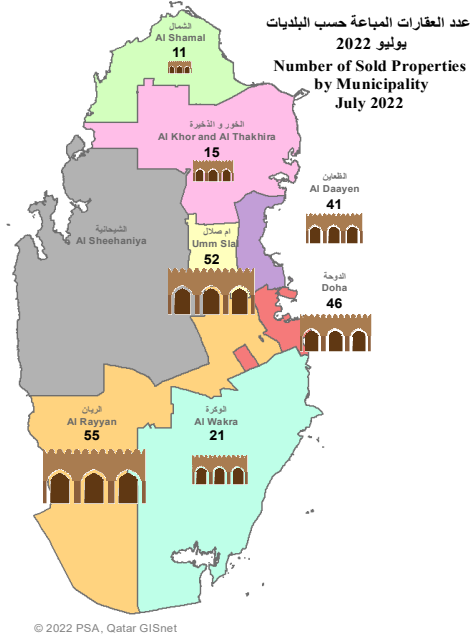 عدد العقارات المباعة حسب البلديات
يوليو 2022
Number of Sold Properties
by Municipality
July 2022
الشمال
Al Shamal
11
الخور و الذخيرة
Al Khor and Al Thakhira
15
الظعاين
Al Daayen
41
الشيحانية
Al Sheehaniya
ام صلال
Umm Slal
52
الدوحة
Doha
46
الريان
Al Rayyan
55
الوكرة
Al Wakra
21
© 2022 PSA, Qatar GISnet